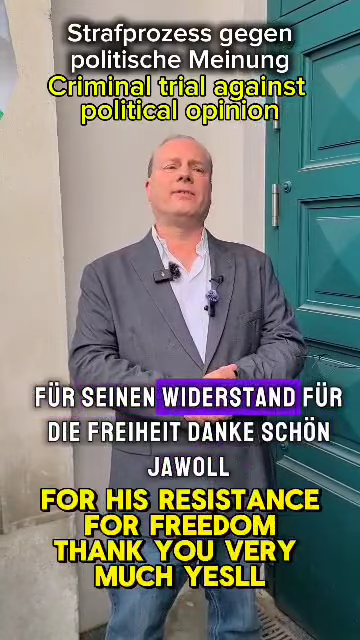 Strafprozess gegen
politische Meinung
Criminal trial against
political opinion
FÜR SEINEN WIDERSTAND FÜR
DIE FREIHEIT DANKE SCHÖN
JAWOLL
FOR HIS RESISTANCE
FOR FREEDOM
THANK YOU VERY
MUCH YESLL